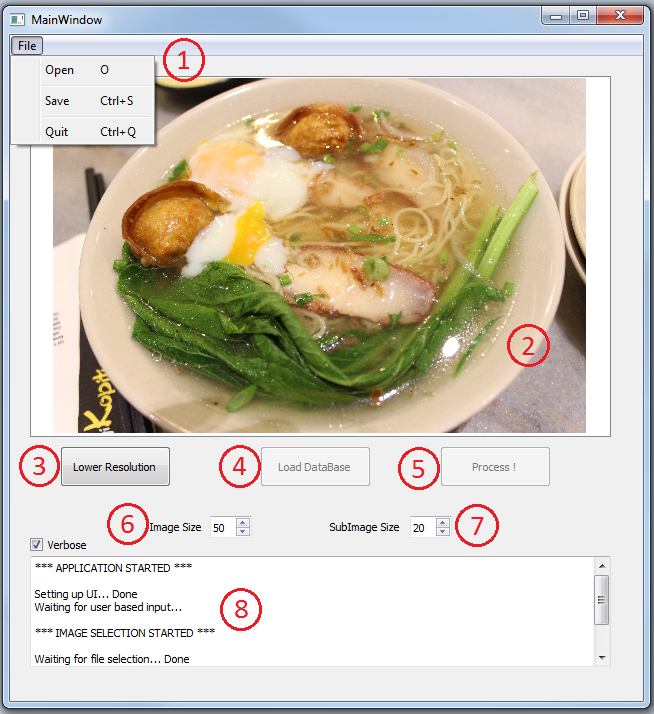 MainWindow
File
1
Open O
Save Ctrl+S
Quit Ctrl+Q
2
Kopit
3 Lower Resolution 4 Load DataBase 5 Process !
6 Image Size 50 SubImage Size 20 7
Verbose
*** APPLICATION STARTED ***
Setting up UI... Done
Waiting for user based input...
8
*** IMAGE SELECTION STARTED ***
Waiting for file selection... Done